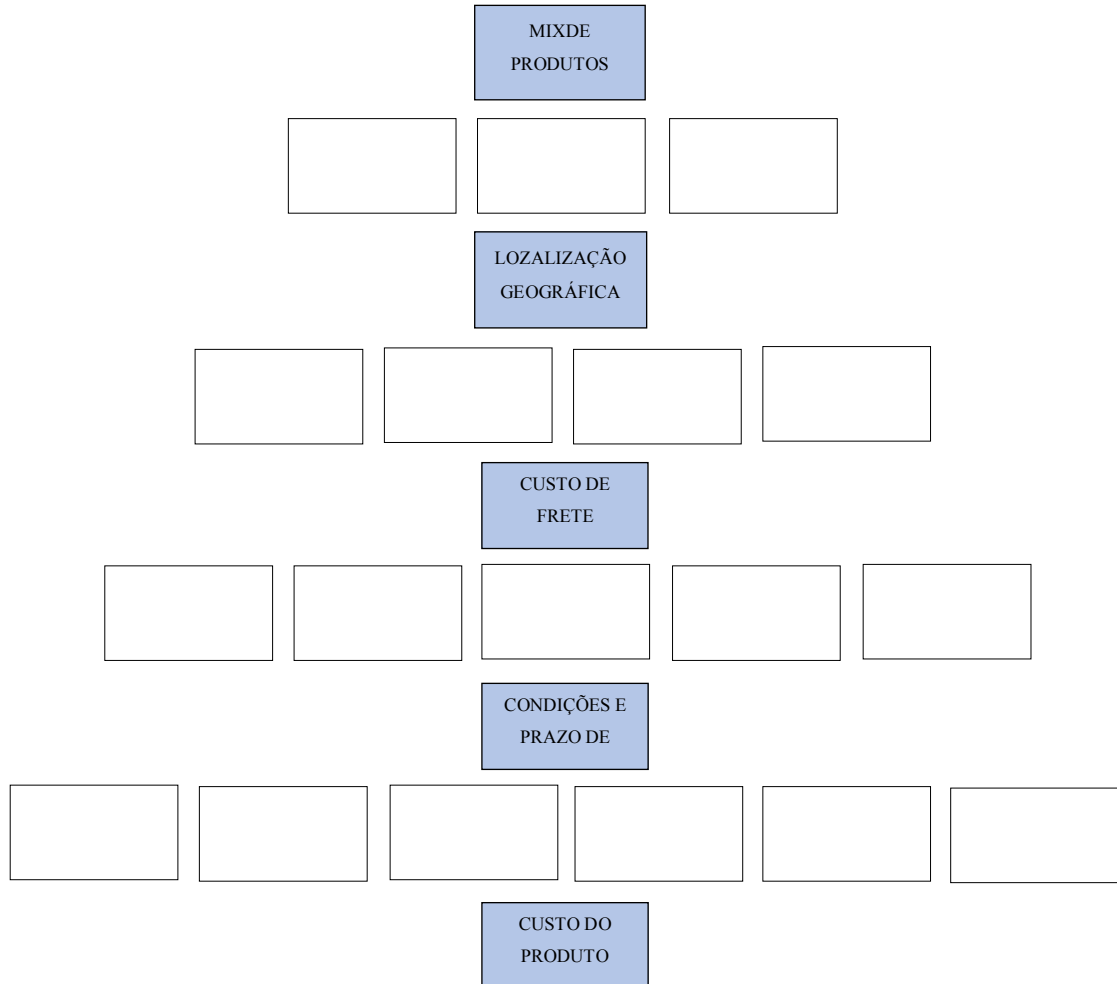 MIXDE
PRODUTOS
LOZALIZAÇÃO
GEOGRÁFICA
CUSTO DE
FRETE
CONDIÇÕES E
PRAZO DE
CUSTO DO
PRODUTO